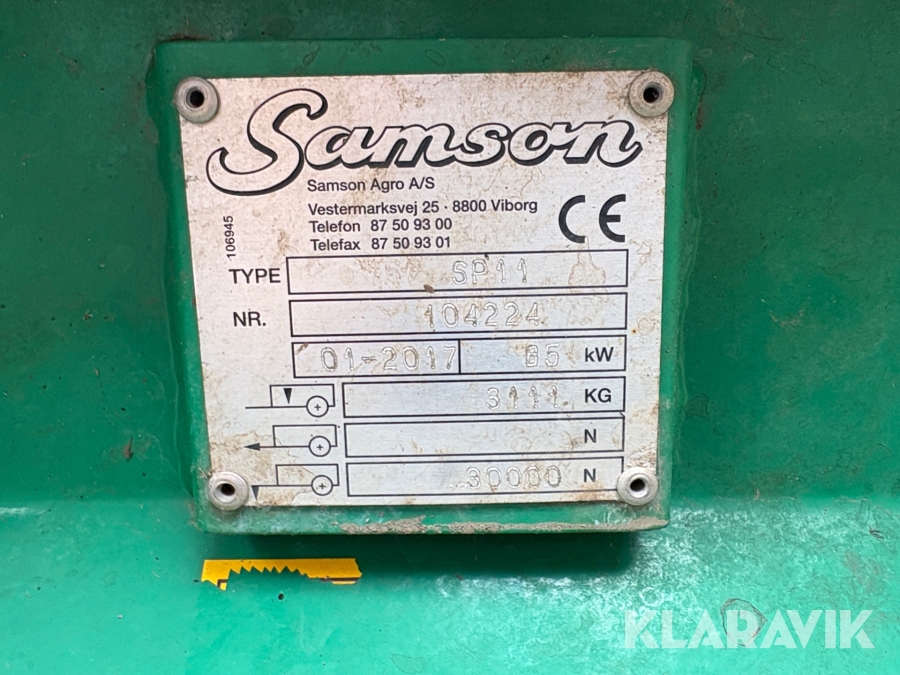 Samson
Samson Agro A/S
Vestermarksvej 25 · 8800 Viborg
Telefon 87 50 93 00
Telefax 87 50 93 01
CE
106945
TYPE SP11
NR. 104224
01-2017 65 kW
3111 KG
N
30000 N
KLARAVIK